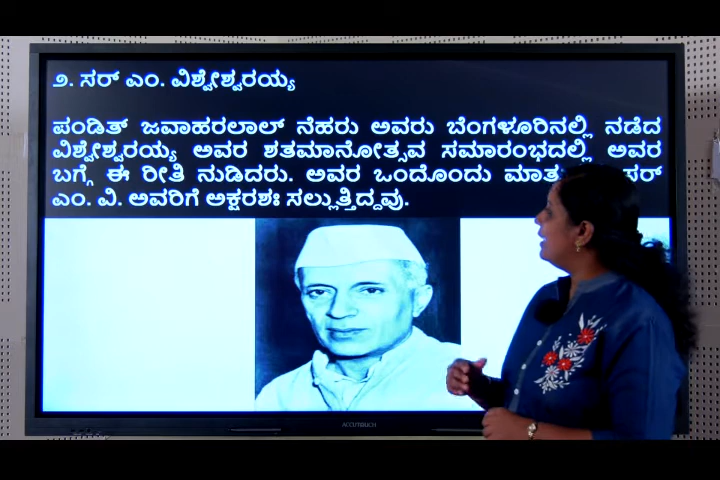 ೨. ಸರ್ ಎಂ. ವಿಶ್ವೇಶ್ವರಯ್ಯ
ಪಂಡಿತ್ ಜವಾಹರಲಾಲ್ ನೆಹರು ಅವರು ಬೆಂಗಳೂರಿನಲ್ಲಿ ನಡೆದ
ವಿಶ್ವೇಶ್ವರಯ್ಯ ಅವರ ಶತಮಾನೋತ್ಸವ ಸಮಾರಂಭದಲ್ಲಿ ಅವರ
ಬಗ್ಗೆ ಈ ರೀತಿ ನುಡಿದರು. ಅವರ ಒಂದೊಂದು ಸರ್
ಎಂ. ವಿ. ಅವರಿಗೆ ಅಕ್ಷರಶಃ ಸಲ್ಲುತ್ತಿದ್ದವು.
ACCUTOUCH